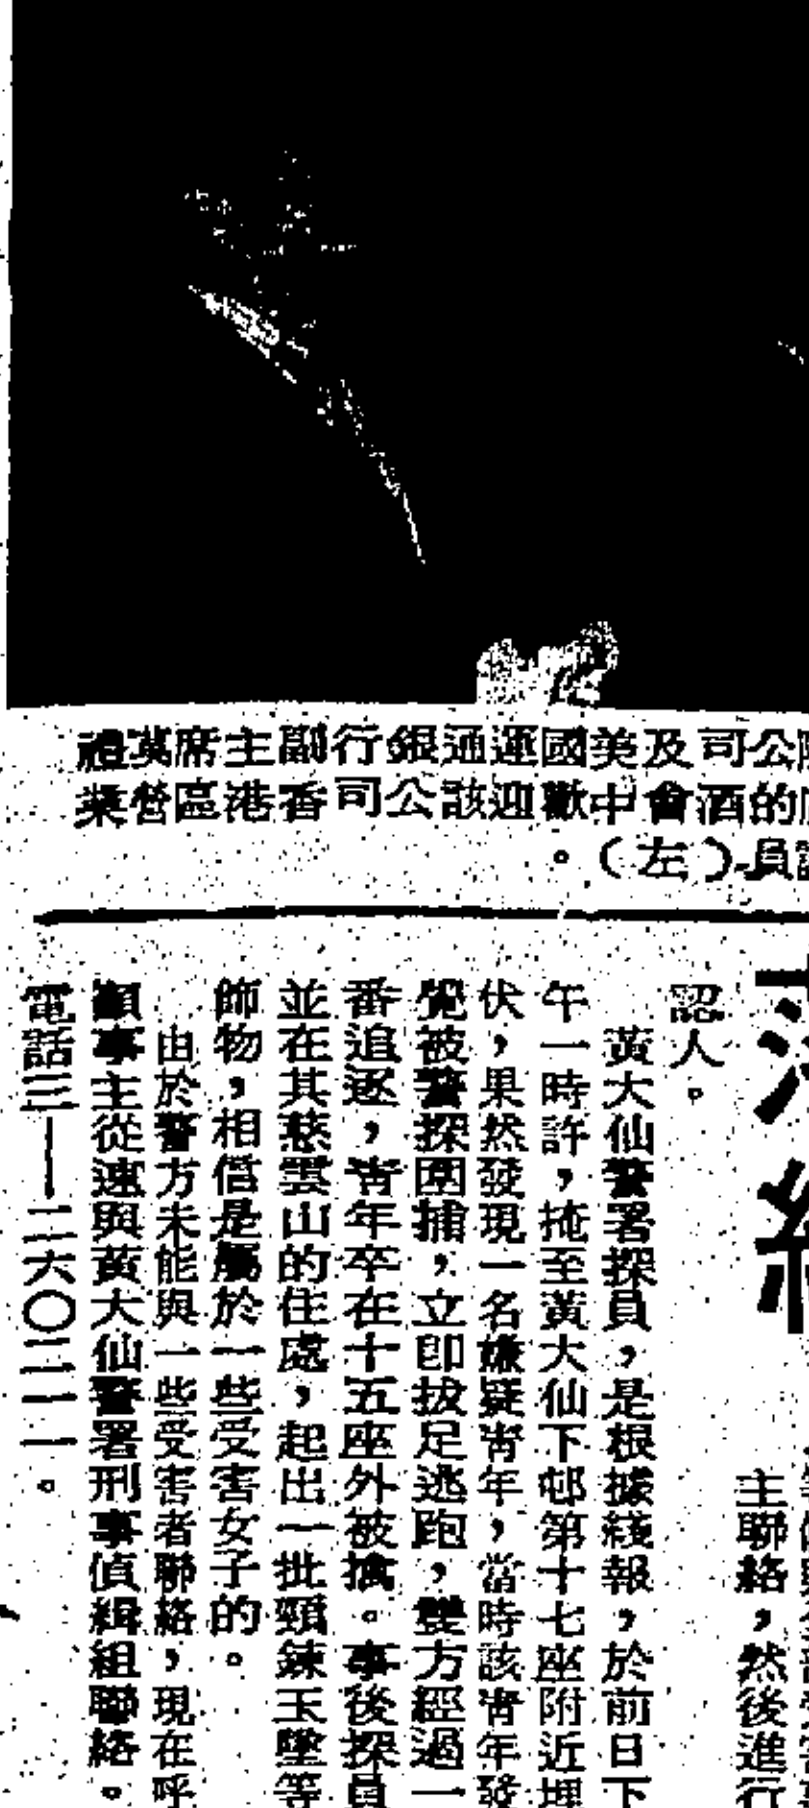 公司及美國運通銀行副主席
的酒會中歡迎該公司香港區營業
員（左）。
主聯絡，然後進行
認人。
黃大仙警署探員，是根據綫報，於前日下
午一時許，掩至黃大仙下邨第十七座附近埋
伏，果然發現一名嫌疑青年，當時該青年發
覺被警探圍捕，立即拔足逃跑，雙方經過一
番追逐，青年卒在十五座外被擒。事後探員
並在其慈雲山的住處，起出一批頸鍊玉墜等
飾物，相信是屬於一些受害女子的。
由於警方未能與一些受害者聯絡，現在呼
籲事主從速與黃大仙警署刑事偵緝組聯絡。
電話三——二六〇二一一。